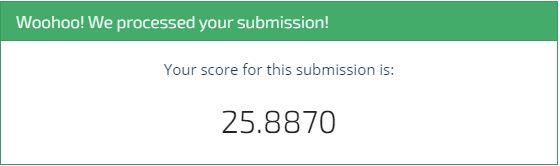 Woohoo! We processed your submission!
Your score for this submission is:
25.8870